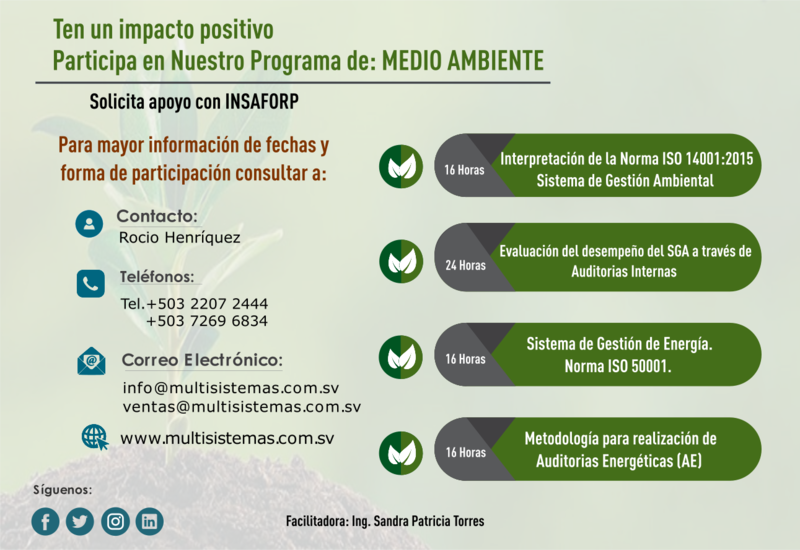 Ten un impacto positivo
Participa en Nuestro Programa de: MEDIO AMBIENTE
Solicita apoyo con INSAFORP
Para mayor información de fechas y
forma de participación consultar a:
Contacto:
Rocio Henríquez
Teléfonos:
Tel.+503 2207 2444
+503 7269 6834
Correo Electrónico:
info@multisistemas.com.sv
ventas@multisistemas.com.sv
www.multisistemas.com.sv
Síguenos:
16 Horas
Interpretación de la Norma ISO 14001:2015
Sistema de Gestión Ambiental
24 Horas
Evaluación del desempeño del SGA a través de
Auditorias Internas
16 Horas
Sistema de Gestión de Energía.
Norma ISO 50001.
16 Horas
Metodología para realización de
Auditorias Energéticas (AE)
Facilitadora: Ing. Sandra Patricia Torres